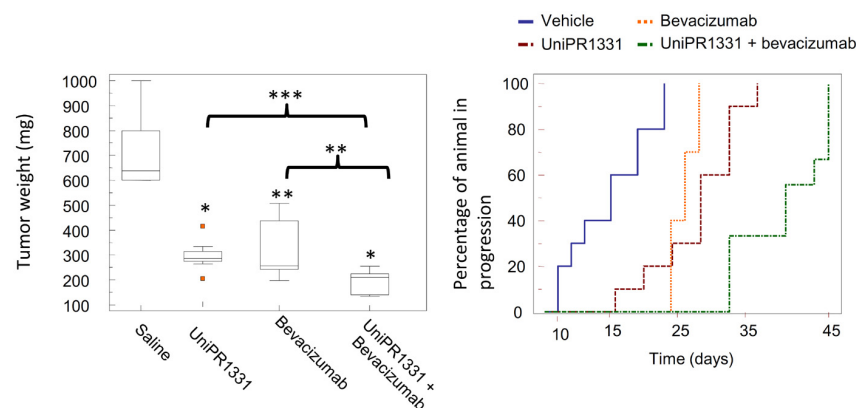 Vehicle
Bevacizumab
UniPR1331
UniPR1331 + bevacizumab
Tumor weight (mg)
1000
900
800
700
600
500
400
300
200
100
***
**
*
**
*
Saline
UniPR1331
Bevacizumab
UniPR1331 +
Bevacizumab
Percentage of animal in
progression
100
80
60
40
20
0
10
15
25
35
45
Time (days)